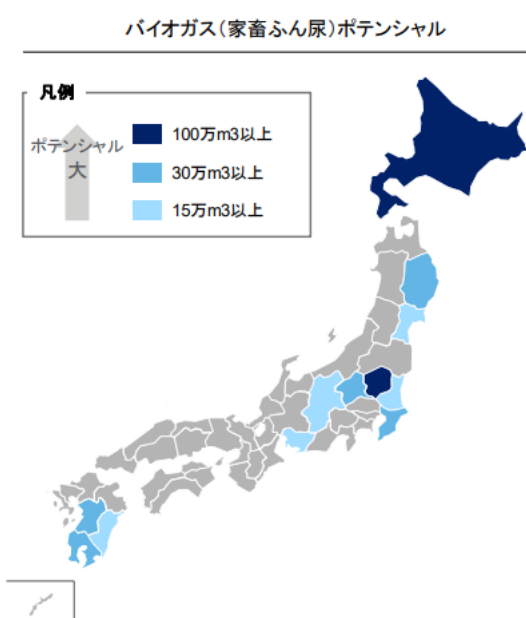 バイオガス(家畜ふん尿)ポテンシャル
凡例
ポテンシャル
大
100万m3以上
30万m3以上
15万m3以上